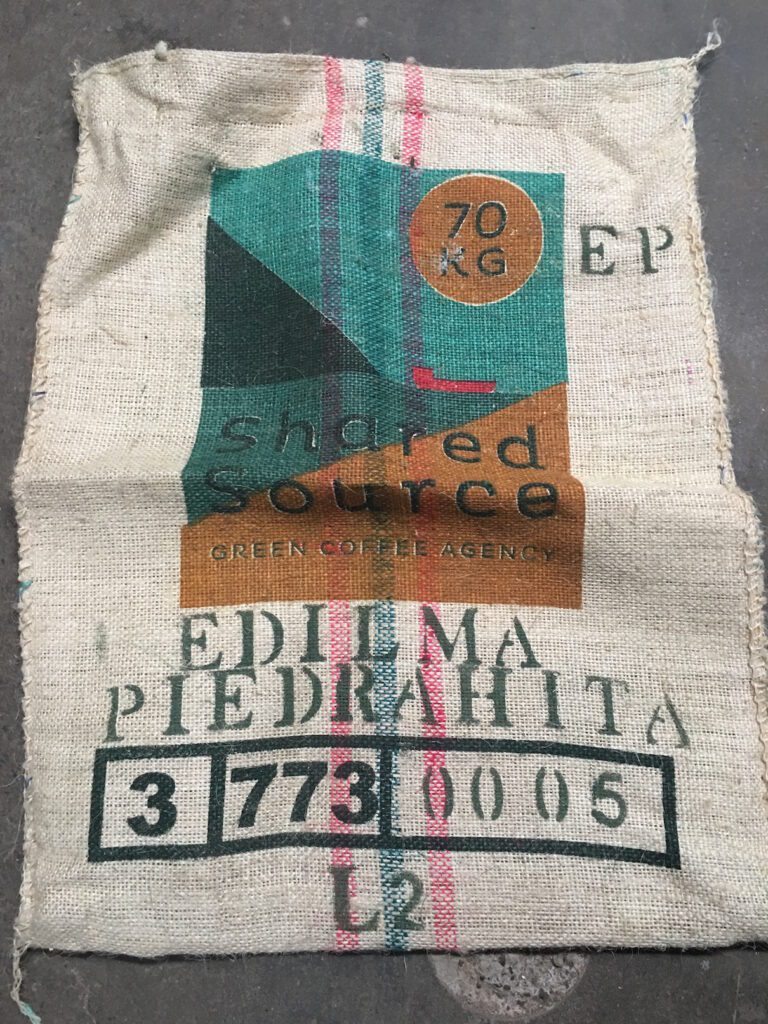 70
KG
EP
shared
source
GREEN COFFEE AGENCY
EDILMA
PIEDRAHITA
3 773 0005
L2